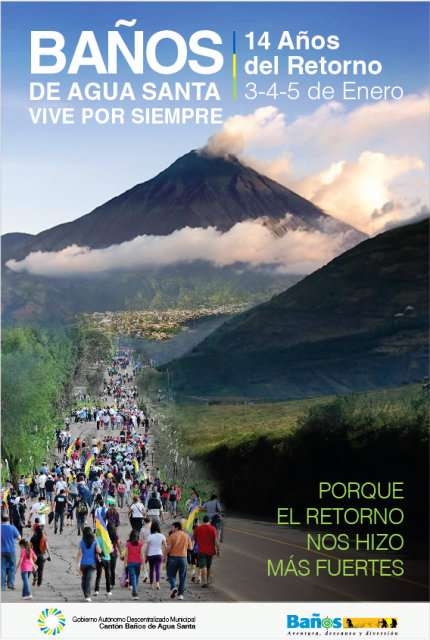 BAÑOS
DE AGUA SANTA
VIVE POR SIEMPRE
14 Años
del Retorno
3-4-5 de Enero
PORQUE
EL RETORNO
NOS HIZO
MÁS FUERTES
Gobierno Autónomo Descentralizado Municipal
Cantón Baños de Agua Santa
Baños
Aventura, descanso y diversión